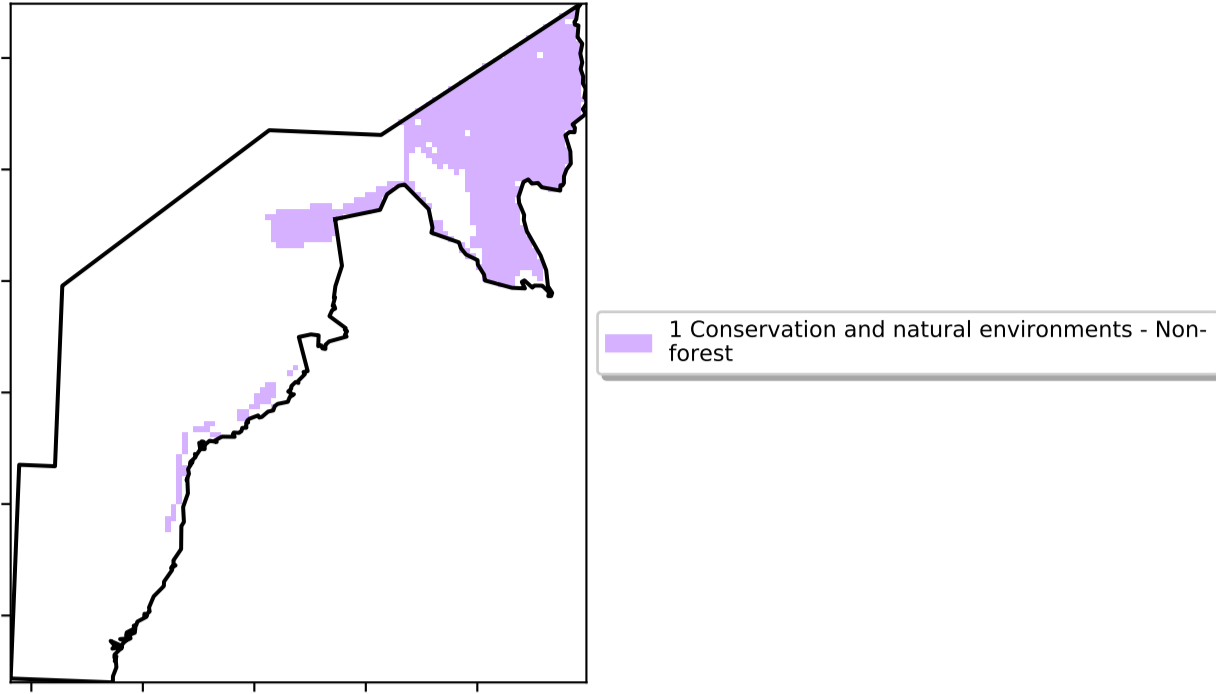 1 Conservation and natural environments - Non-
forest